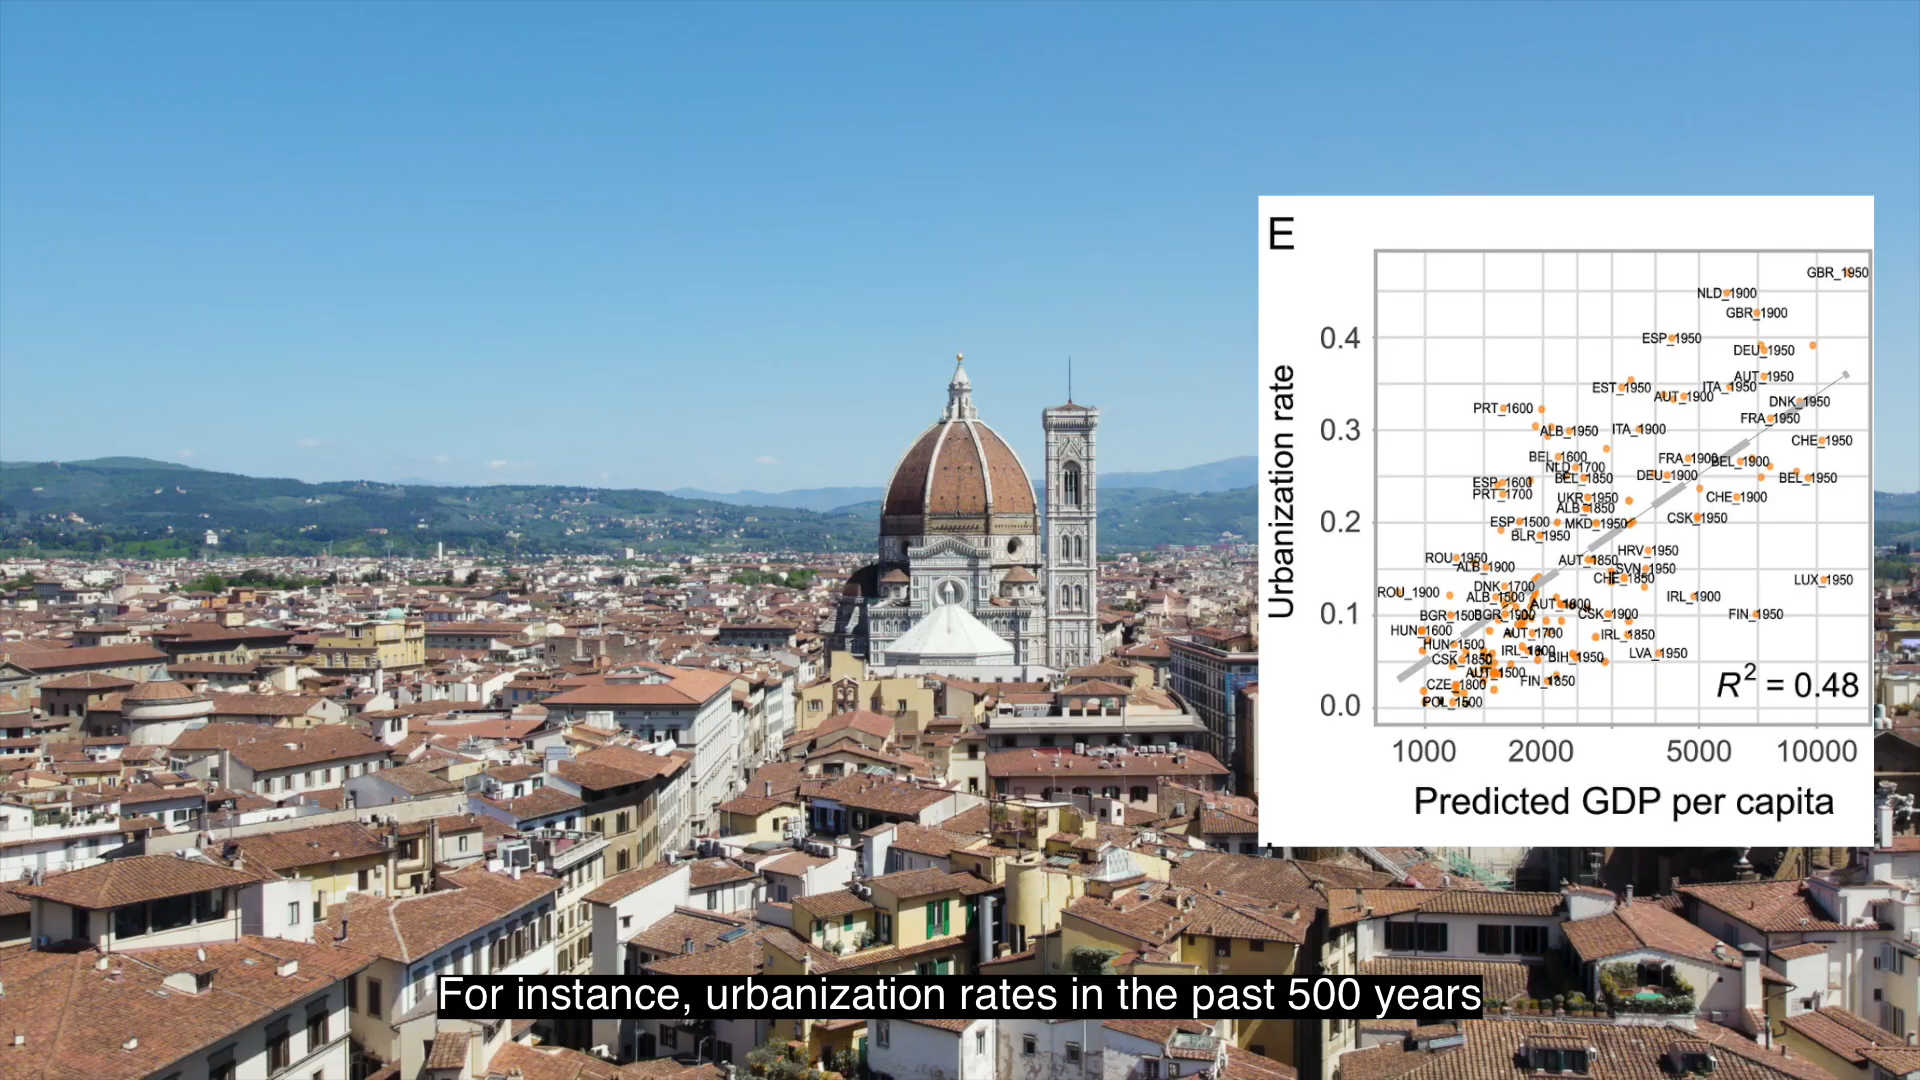 E
GBR_1950
NLD_1900
GBR_1900
0.4
ESP_1950
DEU_1950
AUT_1950
EST_1950
ITA_1950
AUT_1900
DNK_1950
PRT_1600
FRA_1950
0.3
ALB_1950
ITA_1900
CHE_1950
BEL_1600
FRA_1900
BEL_1900
NLD_1700
DEU_1900
BEL_1850
BEL_1950
ESP_1600
PRT_1700
UKR_1950
CHE_1900
ALB_1850
0.2
ESP_1500
MKD_1950
CSK_1950
BLR_1950
HRV_1950
ROU_1950
AUT_1850
ALB_1900
SVN_1950
CHE_1850
LUX_1950
DNK_1700
ROU_1900
ALB_1500
IRL_1900
AUT_1800
0.1
BGR_1500
BGR_1900
CSK_1900
FIN_1950
HUN_1600
AUT_1700
IRL_1850
HUN_1500
IRL_1800
LVA_1950
CSK_1850
BIH_1950
AUT_1500
FIN_1850
CZE_1800
R² = 0.48
POL_1500
0.0
Urbanization rate
1000 2000 5000 10000
Predicted GDP per capita
For instance, urbanization rates in the past 500 years